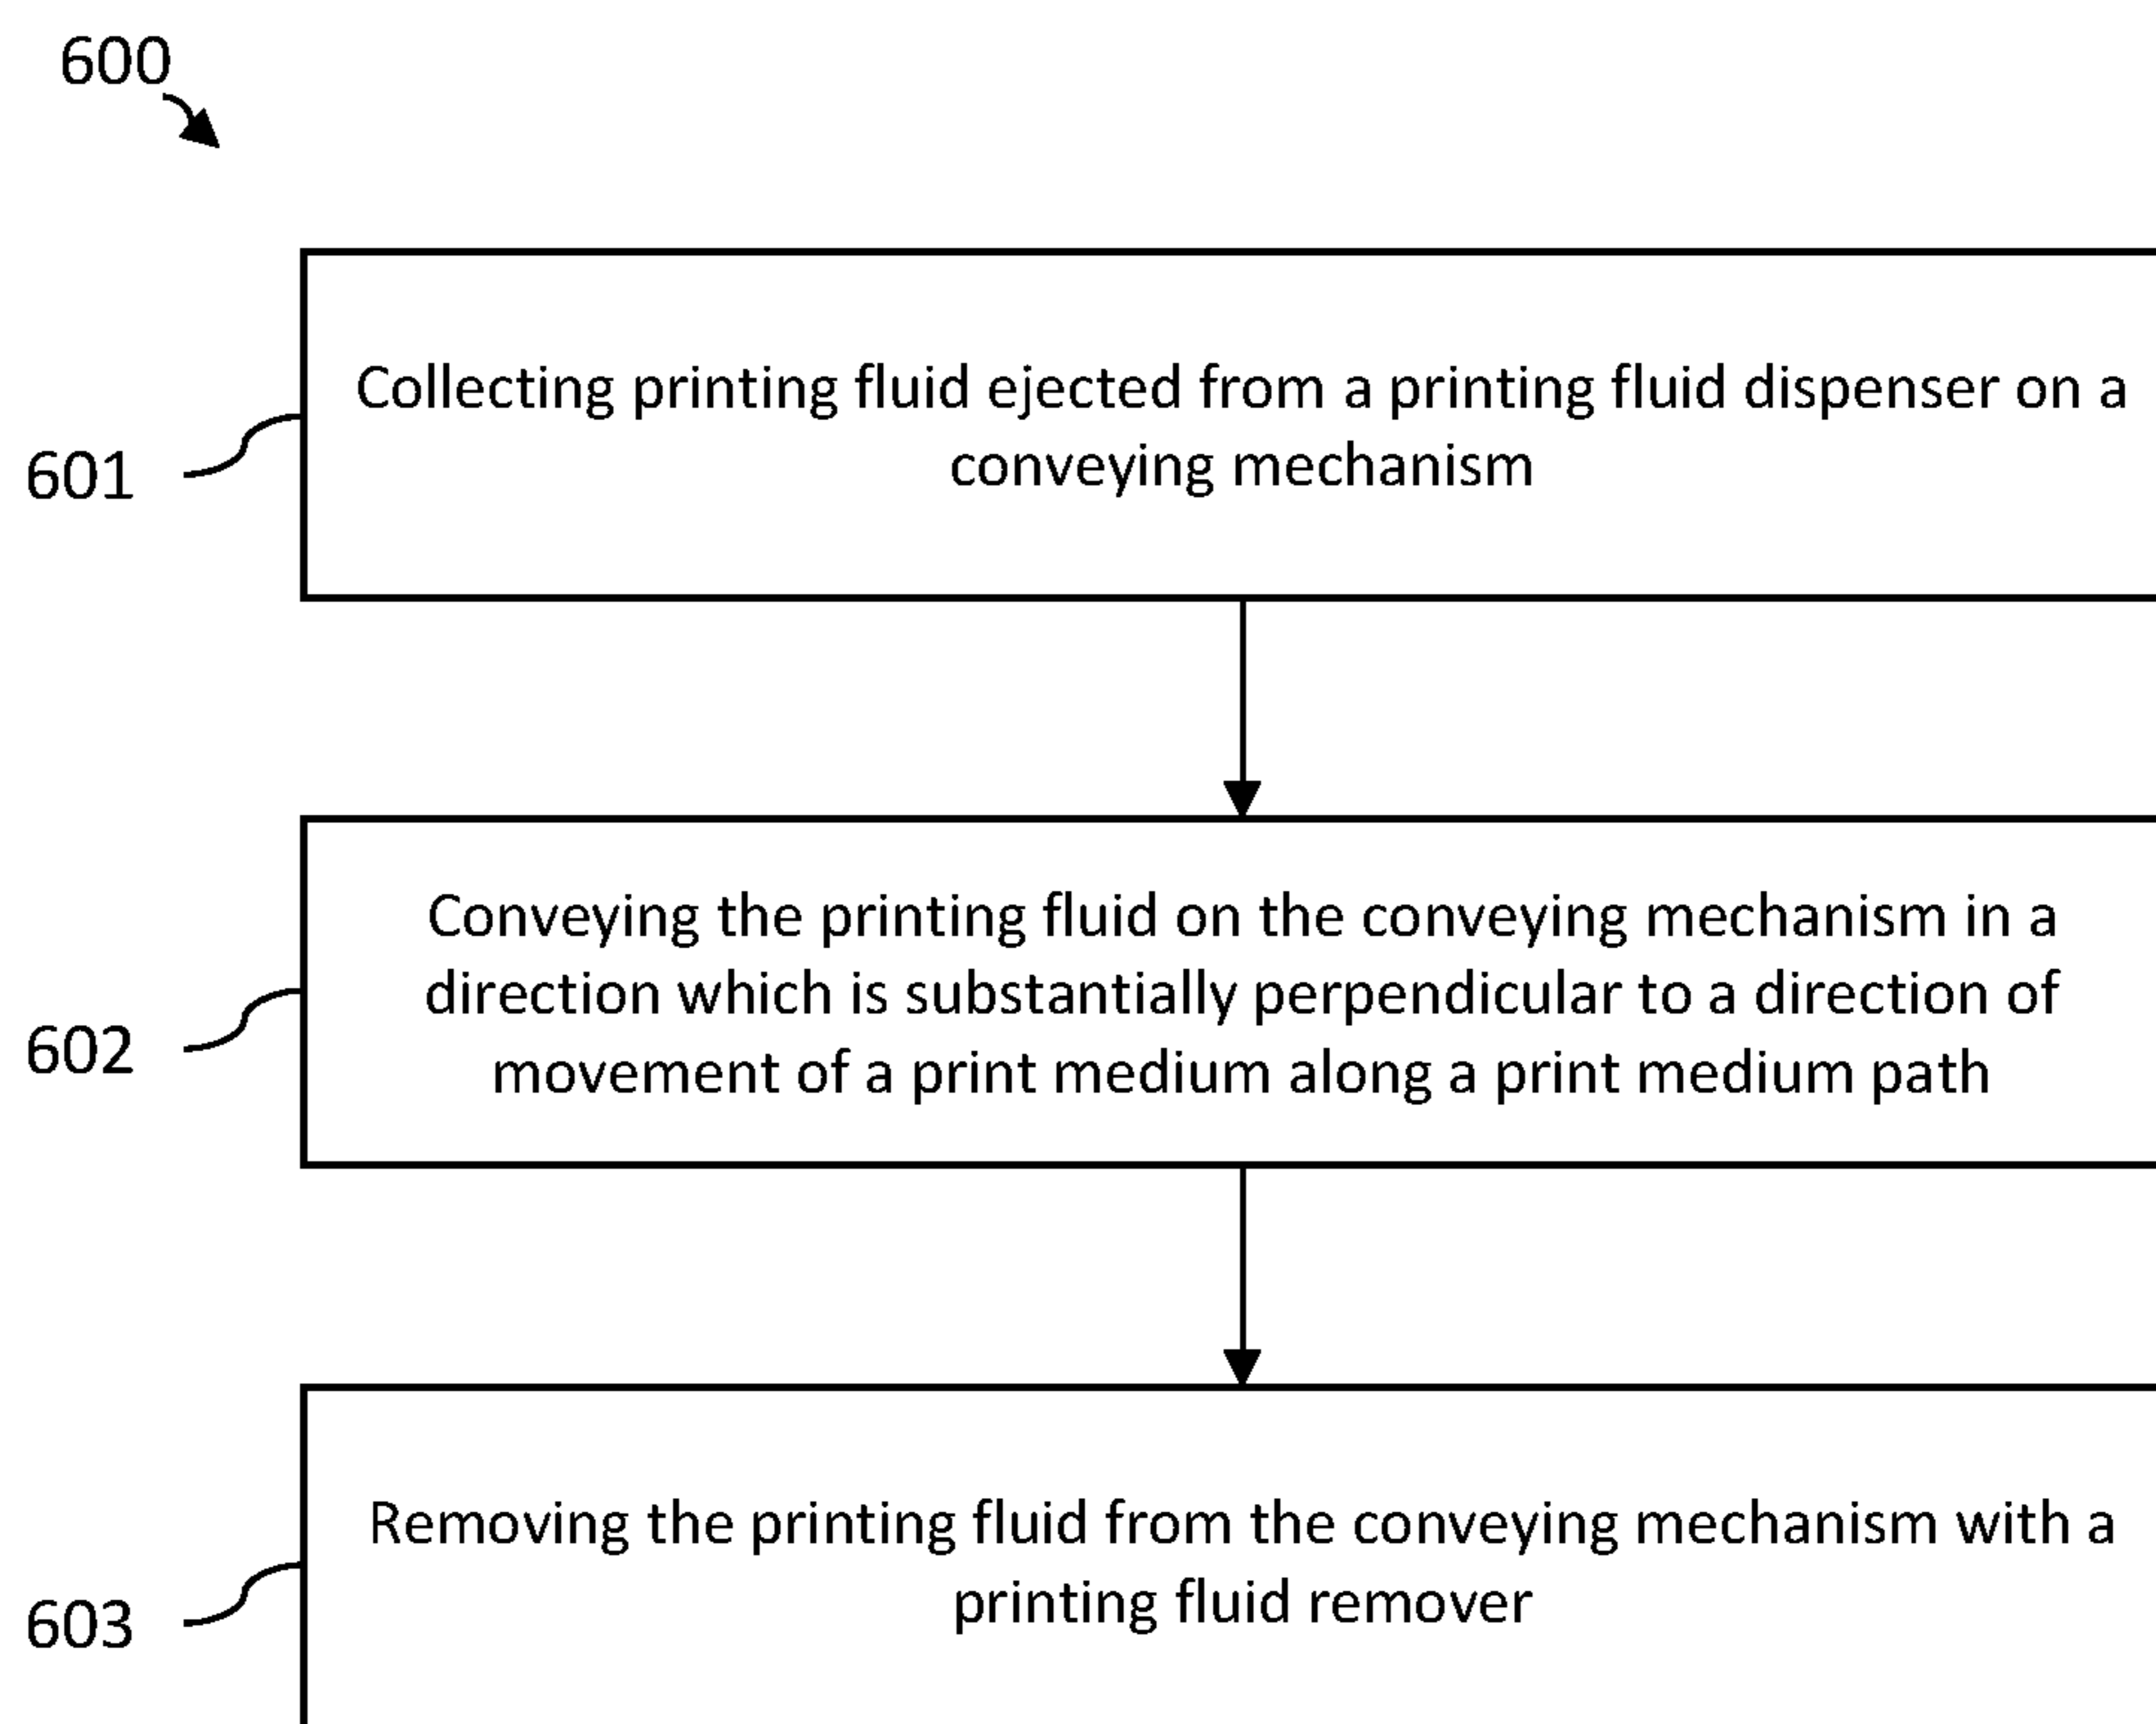 600
Collecting printing fluid ejected from a printing fluid dispenser on a
conveying mechanism
601
Conveying the printing fluid on the conveying mechanism in a
direction which is substantially perpendicular to a direction of
movement of a print medium along a print medium path
602
Removing the printing fluid from the conveying mechanism with a
printing fluid remover
603